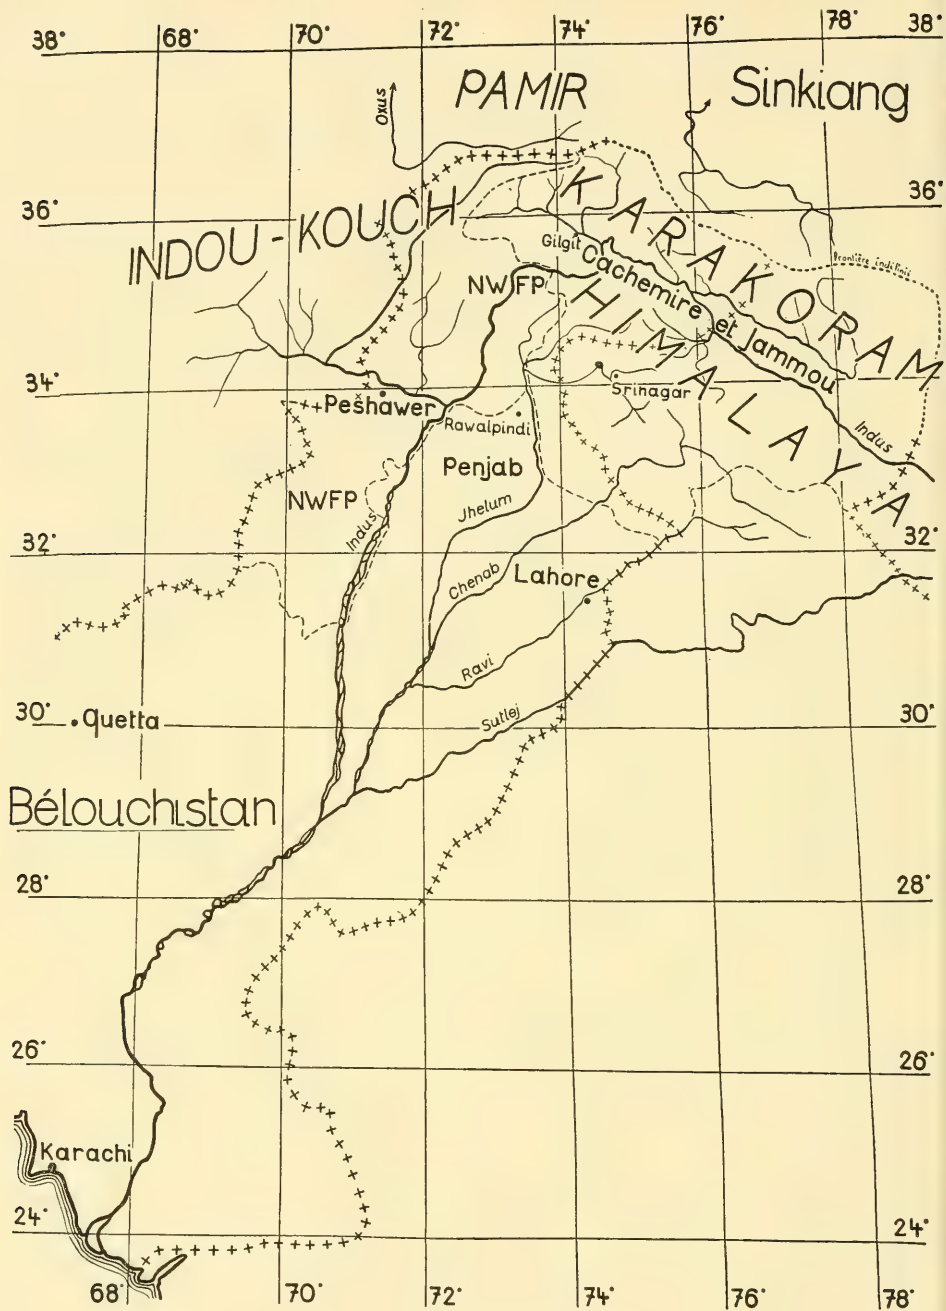 38°
68°
70°
72°
74°
76°
78°
38°
Oxus
PAMIR
Sinkiang
36°
36°
INDOU-KOUCH
KARAKORAM
Gilgit
Cachemire et Jammou
Frontière indéfinie
NWFP
HIMALAYA
34°
Peshawer
Srinagar
Rawalpindi
Indus
Penjab
NWFP
Indus
Jhelum
32°
32°
Chenab
Lahore
Ravi
30°
Quetta
Sutlej
30°
Bélouchistan
28°
28°
26°
26°
Karachi
24°
24°
68°
70°
72°
74°
76°
78°